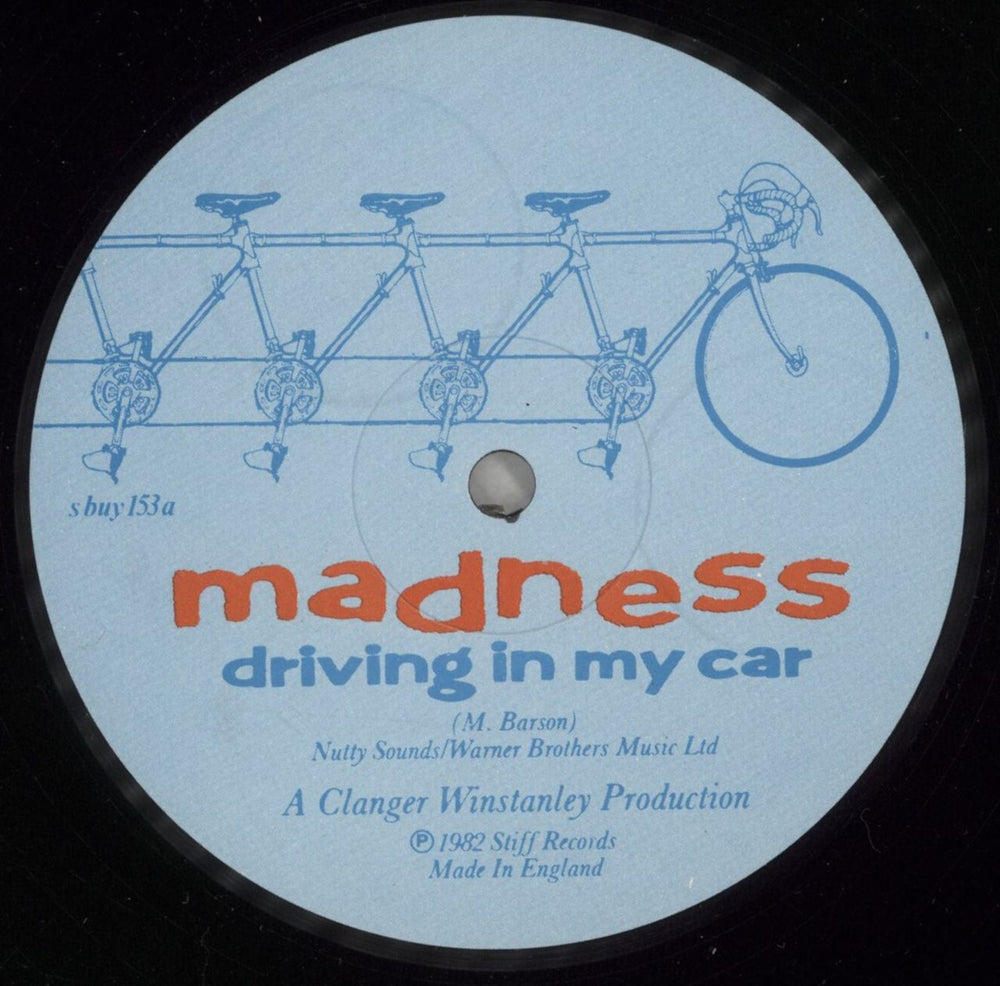 s buy 153 a
madness
driving in my car
(M. Barson)
Nutty Sounds/Warner Brothers Music Ltd
A Clanger Winstanley Production
Ⓟ 1982 Stiff Records
Made In England